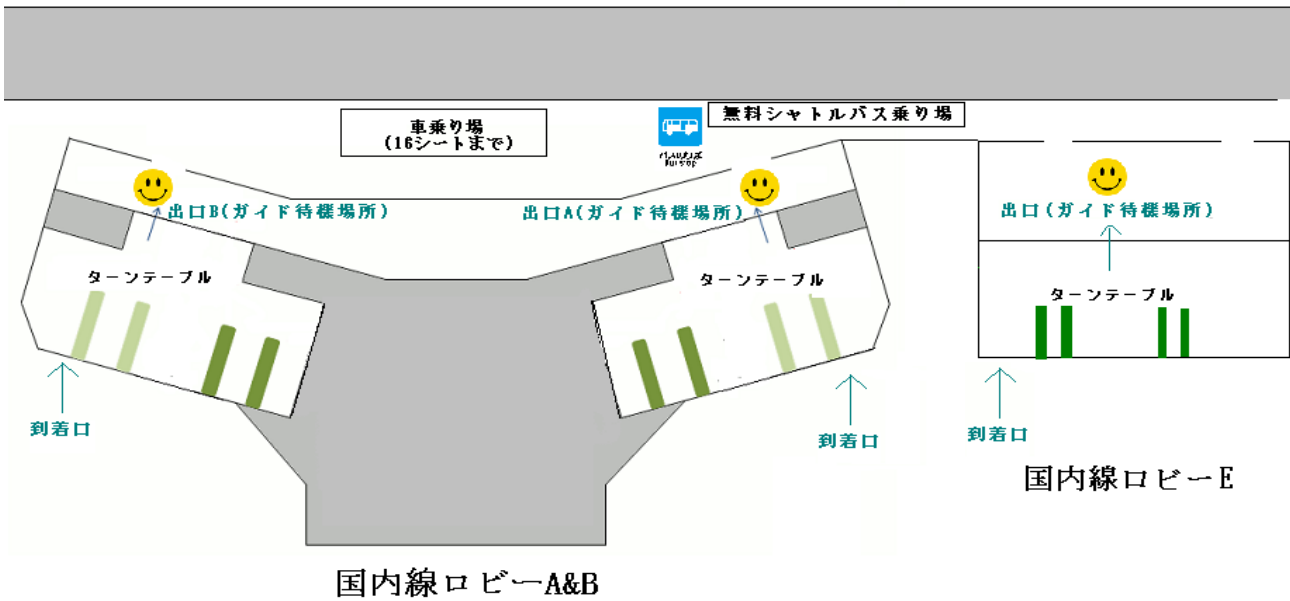 車乗り場
(16シートまで)
無料シャトルバス乗り場
出口B(ガイド待機場所)
出口A(ガイド待機場所)
出口(ガイド待機場所)
ターンテーブル
ターンテーブル
ターンテーブル
到着口
到着口
到着口
国内線ロビーE
国内線ロビーA&B